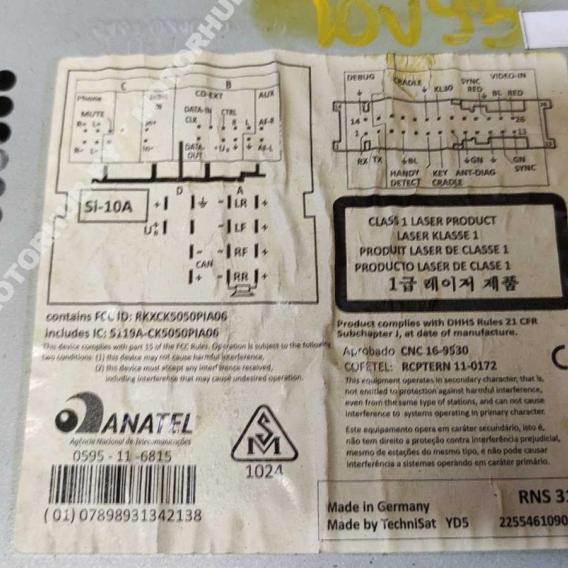 10V95
MOTORHUB
C
B
Phone
CD-EXT
AUX
MUTE
DATA-IN
CTRL
CLK
R L
AF-R
DATA-OUT
+UB
AF-L
D
A
Si-10A
LR
LF
RF
CAN
RR
DEBUG
CRADLE
KL30
SYNC
RED
VIDEO-IN
BL RED
14
26
1
13
RX TX
BL
GN
GN
HANDY
DETECT
KEY
CRADLE
ANT-DIAG
SYNC
CLASS 1 LASER PRODUCT
LASER KLASSE 1
PRODUIT LASER DE CLASSE 1
PRODUCTO LASER DE CLASE 1
1급 레이저 제품
contains FCC ID: RKXCK5050PIA06
includes IC: 5119A-CK5050PIA06
This device complies with part 15 of the FCC Rules. Operation is subject to the following
two conditions: (1) this device may not cause harmful interference,
(2) this device must accept any interference received,
including interference that may cause undesired operation.
Product complies with DHHS Rules 21 CFR
Subchapter J, at date of manufacture.
Aprobado CNC 16-9530
COFETEL: RCPTERN 11-0172
This equipment operates in secondary character, that is,
not entitled to protection against harmful interference,
even from the same type of stations, and can not cause
interference to systems operating in primary character.
Este equipamento opera em caráter secundário, isto é,
não tem direito a proteção contra interferência prejudicial,
mesmo de estações do mesmo tipo, e não pode causar
interferência a sistemas operando em caráter primário.
ANATEL
Agência Nacional de Telecomunicações
0595 - 11 - 6815
(01) 07898931342138
1024
Made in Germany
Made by TechniSat YD5
RNS 31
2255461090